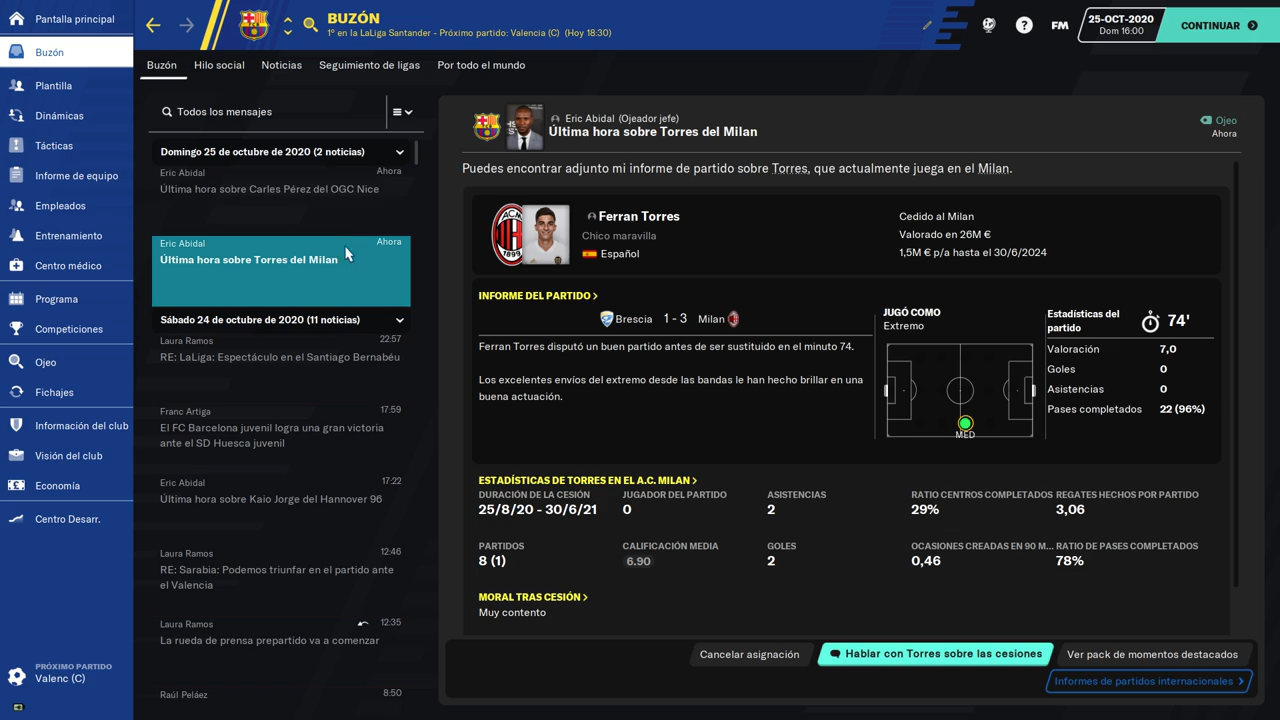 Pantalla principal
Buzón
Plantilla
Dinámicas
Tácticas
Informe de equipo
Empleados
Entrenamiento
Centro médico
Programa
Competiciones
Ojeo
Fichajes
Información del club
Visión del club
Economía
Centro Desarr.
PRÓXIMO PARTIDO
Valenc (C)
BUZÓN
1º en la LaLiga Santander - Próximo partido: Valencia (C) (Hoy 18:30)
FM
25-OCT-2020
Dom 16:00
CONTINUAR
Buzón Hilo social Noticias Seguimiento de ligas Por todo el mundo
Todos los mensajes
Domingo 25 de octubre de 2020 (2 noticias)
Eric Abidal Ahora
Última hora sobre Carles Pérez del OGC Nice
Eric Abidal Ahora
Última hora sobre Torres del Milan
Sábado 24 de octubre de 2020 (11 noticias)
Laura Ramos 22:57
RE: LaLiga: Espectáculo en el Santiago Bernabéu
Franc Artiga 17:59
El FC Barcelona juvenil logra una gran victoria
ante el SD Huesca juvenil
Eric Abidal 17:22
Última hora sobre Kaio Jorge del Hannover 96
Laura Ramos 12:46
RE: Sarabia: Podemos triunfar en el partido ante
el Valencia
Laura Ramos 12:35
La rueda de prensa prepartido va a comenzar
Raúl Peláez 8:50
Eric Abidal (Ojeador jefe)
Última hora sobre Torres del Milan
Ojeo
Ahora
Puedes encontrar adjunto mi informe de partido sobre Torres, que actualmente juega en el Milan.
Ferran Torres
Chico maravilla
Español
Cedido al Milan
Valorado en 26M €
1,5M € p/a hasta el 30/6/2024
INFORME DEL PARTIDO
Brescia 1 - 3 Milan
Ferran Torres disputó un buen partido antes de ser sustituido en el minuto 74.
Los excelentes envíos del extremo desde las bandas le han hecho brillar en una
buena actuación.
JUGÓ COMO
Extremo
MED
Estadísticas del
partido
74'
Valoración 7,0
Goles 0
Asistencias 0
Pases completados 22 (96%)
ESTADÍSTICAS DE TORRES EN EL A.C. MILAN
DURACIÓN DE LA CESIÓN JUGADOR DEL PARTIDO ASISTENCIAS RATIO CENTROS COMPLETADOS REGATES HECHOS POR PARTIDO
25/8/20 - 30/6/21 0 2 29% 3,06
PARTIDOS CALIFICACIÓN MEDIA GOLES OCASIONES CREADAS EN 90 M... RATIO DE PASES COMPLETADOS
8 (1) 6.90 2 0,46 78%
MORAL TRAS CESIÓN
Muy contento
Cancelar asignación Hablar con Torres sobre las cesiones Ver pack de momentos destacados
Informes de partidos internacionales